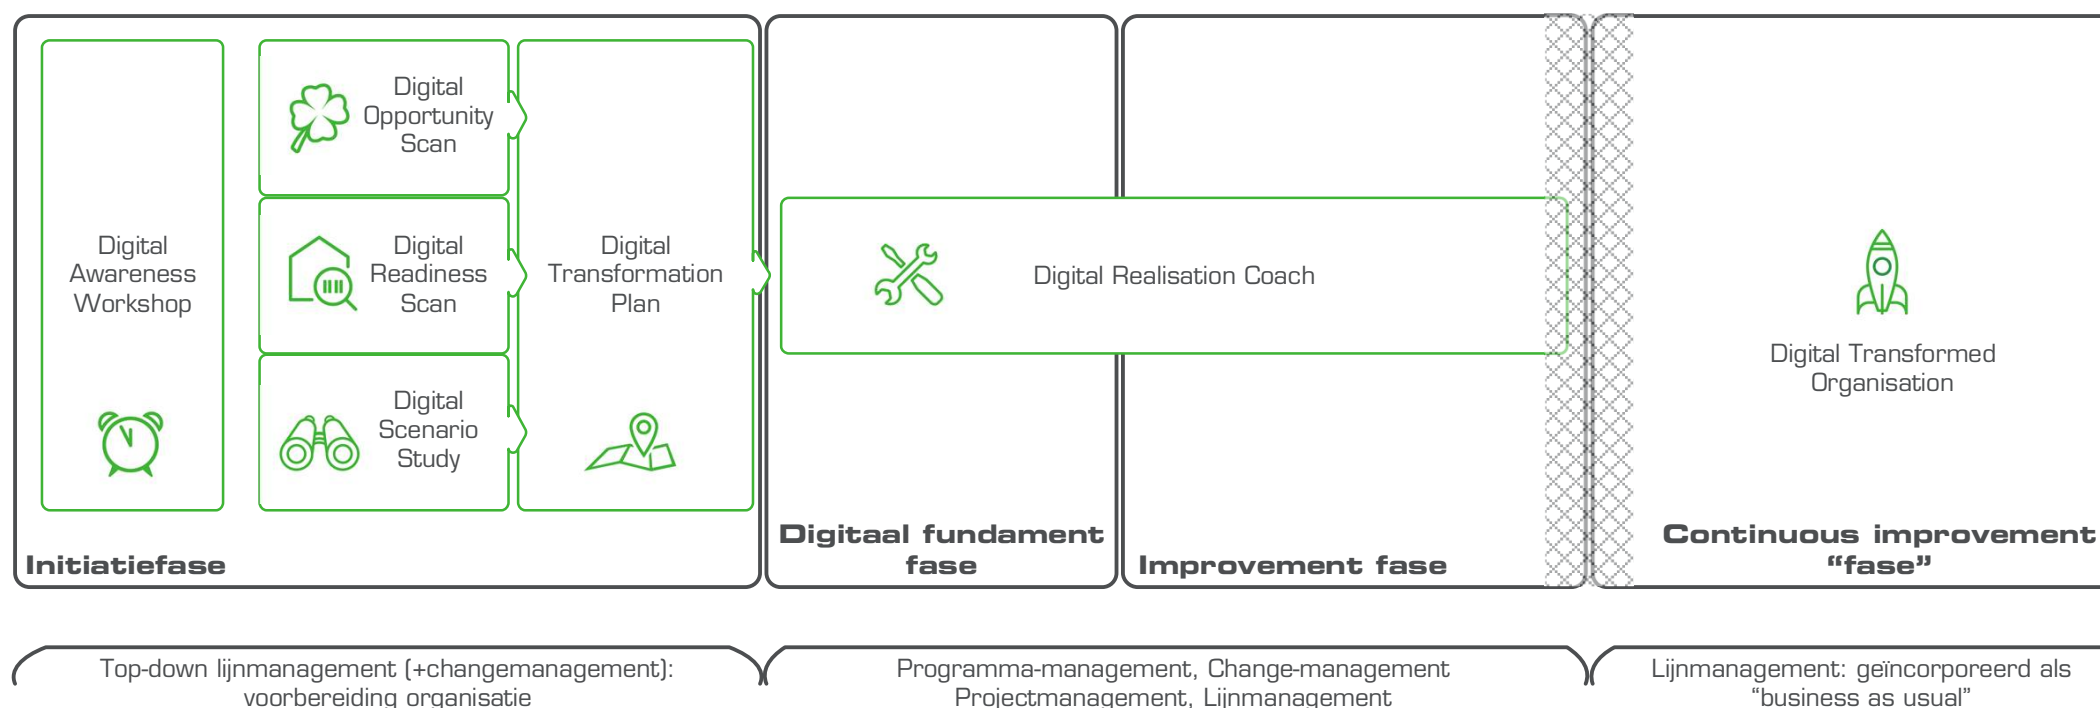 Digital
Awareness
Workshop
Digital
Opportunity
Scan
Digital
Readiness
Scan
Digital
Scenario
Study
Digital
Transformation
Plan
Initiatiefase
Digital Realisation Coach
Digitaal fundament
fase
Improvement fase
Digital Transformed
Organisation
Continuous improvement
“fase”
Top-down lijnmanagement (+changemanagement):
voorbereiding organisatie
Programma-management, Change-management
Projectmanagement, Lijnmanagement
Lijnmanagement: geïncorporeerd als
“business as usual”